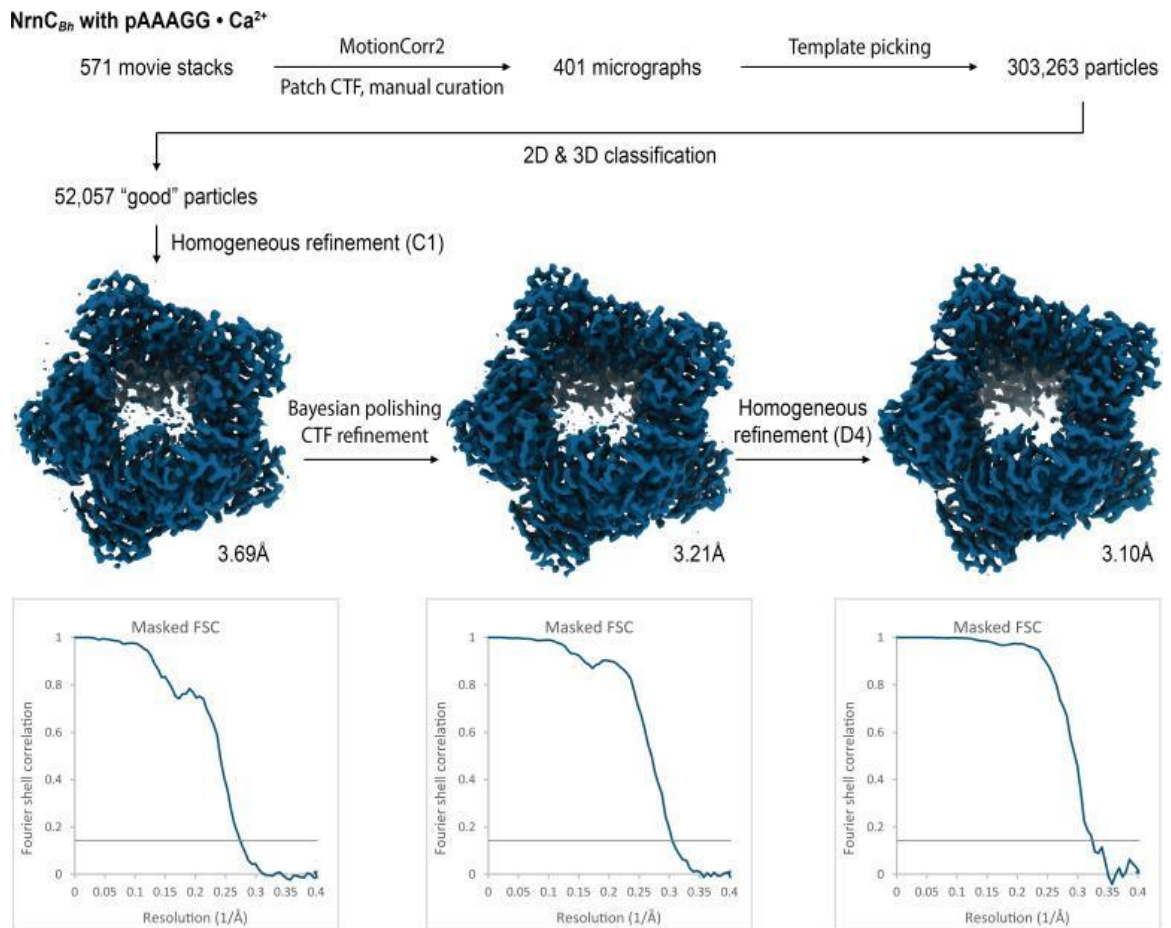 NrnC_Bh with pAAAGG • Ca²⁺
571 movie stacks
MotionCorr2
Patch CTF, manual curation
401 micrographs
Template picking
303,263 particles
2D & 3D classification
52,057 “good” particles
Homogeneous refinement (C1)
Bayesian polishing
CTF refinement
Homogeneous
refinement (D4)
3.69Å
3.21Å
3.10Å
Masked FSC
Fourier shell correlation
1
0.8
0.6
0.4
0.2
0
0 0.05 0.1 0.15 0.2 0.25 0.3 0.35 0.4
Resolution (1/Å)
Masked FSC
Fourier shell correlation
1
0.8
0.6
0.4
0.2
0
0 0.05 0.1 0.15 0.2 0.25 0.3 0.35 0.4
Resolution (1/Å)
Masked FSC
Fourier shell correlation
1
0.8
0.6
0.4
0.2
0
0 0.05 0.1 0.15 0.2 0.25 0.3 0.35 0.4
Resolution (1/Å)